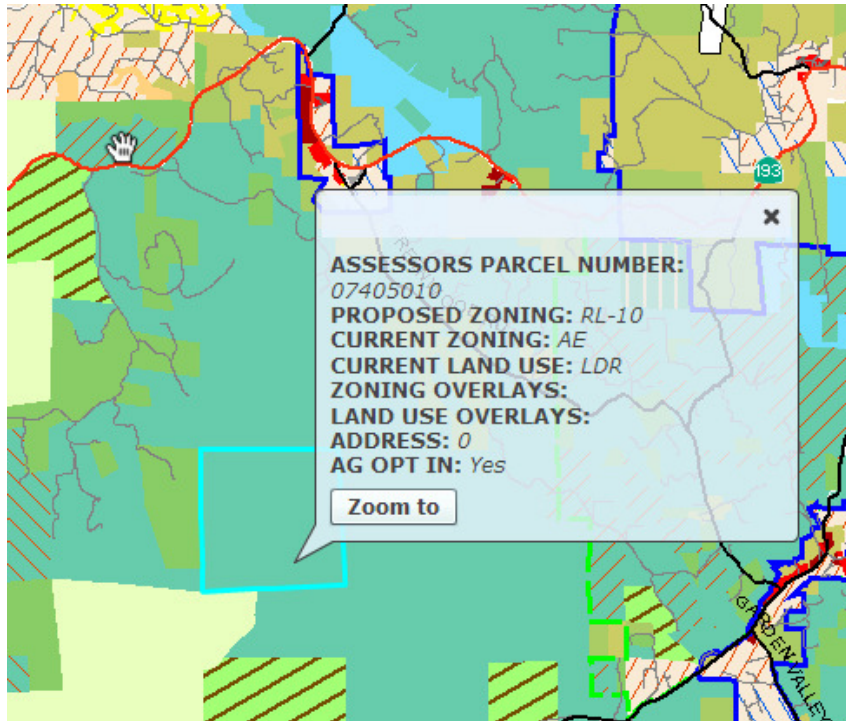 193
×
ASSESSORS PARCEL NUMBER:
07405010
PROPOSED ZONING: RL-10
CURRENT ZONING: AE
CURRENT LAND USE: LDR
ZONING OVERLAYS:
LAND USE OVERLAYS:
ADDRESS: 0
AG OPT IN: Yes
Zoom to
GARDEN VALLEY